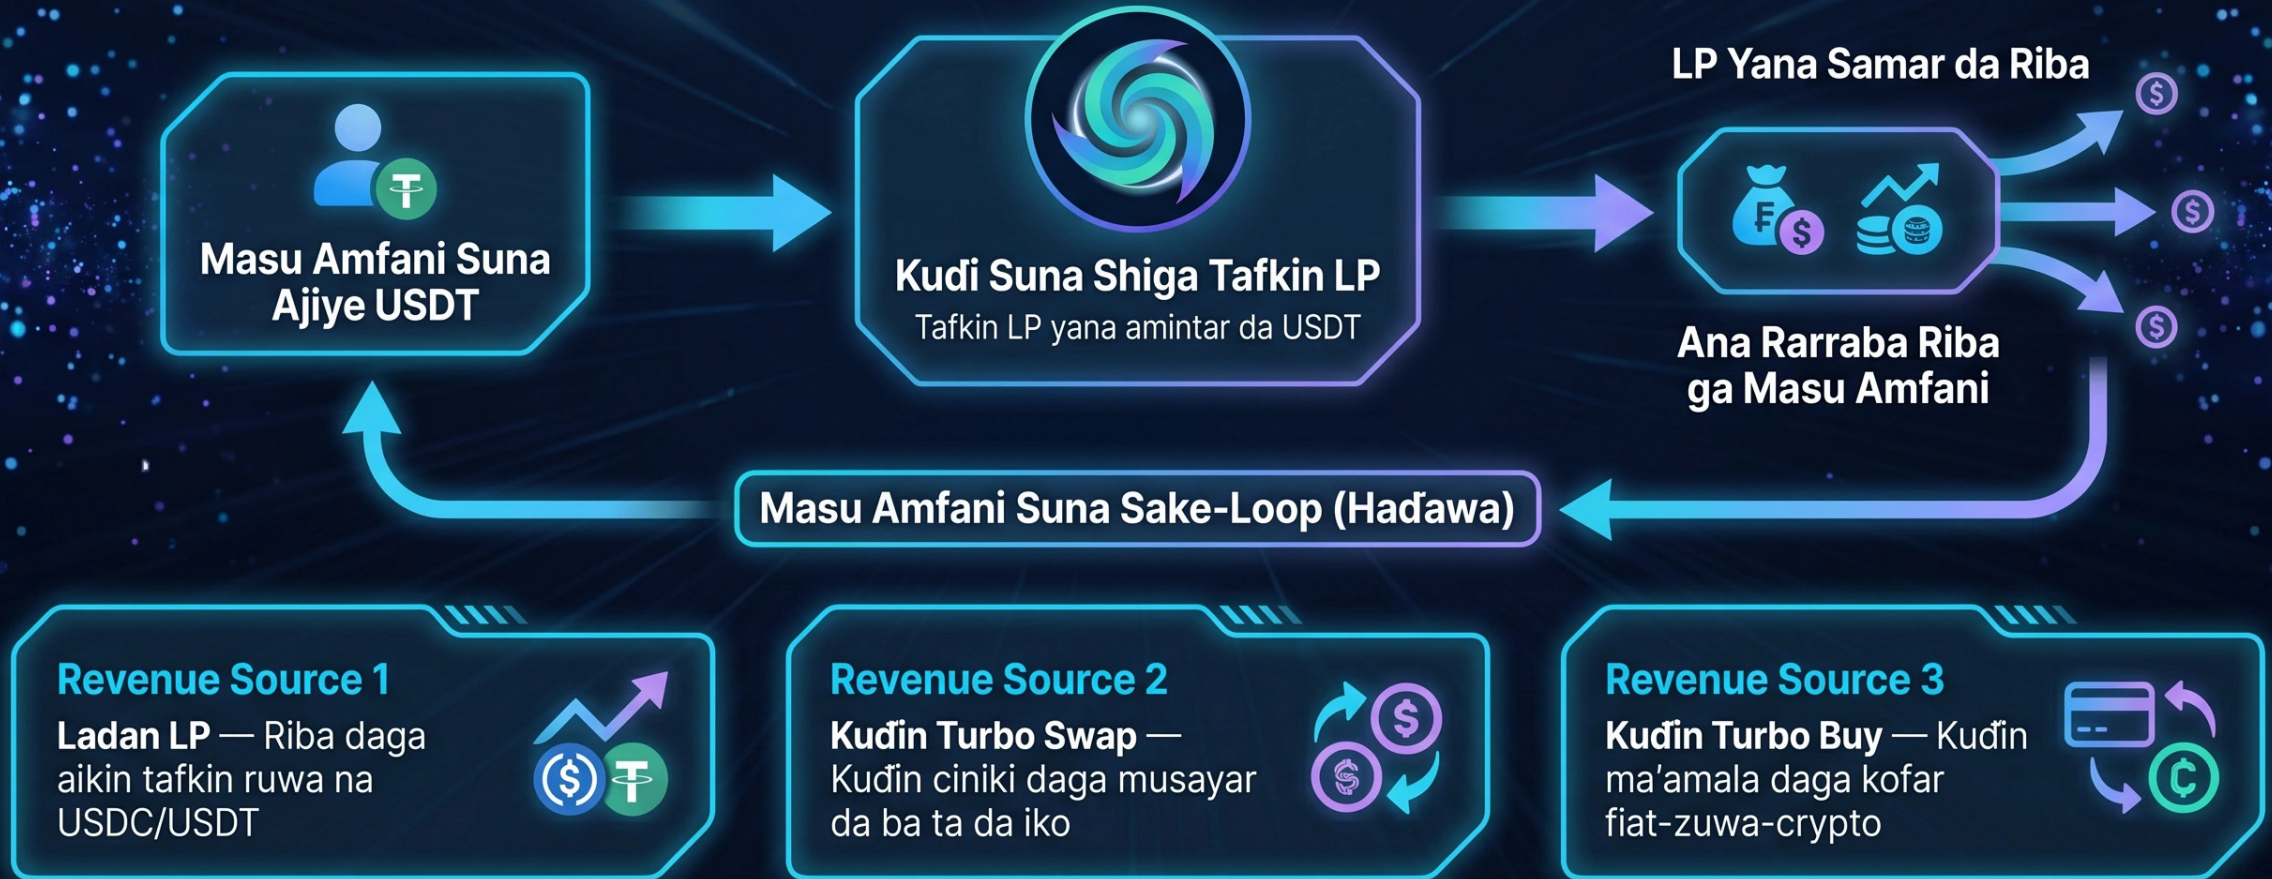 Masu Amfani Suna
Ajiye USDT
Kuɗi Suna Shiga Tafkin LP
Tafkin LP yana amintar da USDT
LP Yana Samar da Riba
Ana Rarraba Riba
ga Masu Amfani
Masu Amfani Suna Sake-Loop (Haɗawa)
Revenue Source 1
Ladan LP — Riba daga
aikin tafkin ruwa na
USDC/USDT
Revenue Source 2
Kuɗin Turbo Swap —
Kuɗin ciniki daga musayar
da ba ta da iko
Revenue Source 3
Kuɗin Turbo Buy — Kuɗin
ma'amala daga kofar
fiat-zuwa-crypto